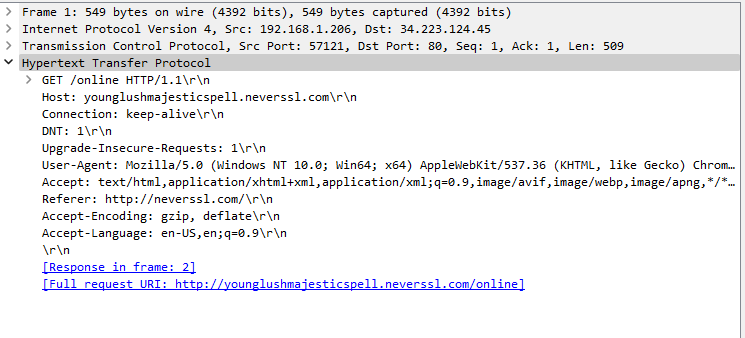 Frame 1: 549 bytes on wire (4392 bits), 549 bytes captured (4392 bits)
Internet Protocol Version 4, Src: 192.168.1.206, Dst: 34.223.124.45
Transmission Control Protocol, Src Port: 57121, Dst Port: 80, Seq: 1, Ack: 1, Len: 509
Hypertext Transfer Protocol
GET /online HTTP/1.1\r\n
Host: younglushmajesticspell.neverssl.com\r\n
Connection: keep-alive\r\n
DNT: 1\r\n
Upgrade-Insecure-Requests: 1\r\n
User-Agent: Mozilla/5.0 (Windows NT 10.0; Win64; x64) AppleWebKit/537.36 (KHTML, like Gecko) Chrom…
Accept: text/html,application/xhtml+xml,application/xml;q=0.9,image/avif,image/webp,image/apng,*/*…
Referer: http://neverssl.com/\r\n
Accept-Encoding: gzip, deflate\r\n
Accept-Language: en-US,en;q=0.9\r\n
\r\n
[Response in frame: 2]
[Full request URI: http://younglushmajesticspell.neverssl.com/online]